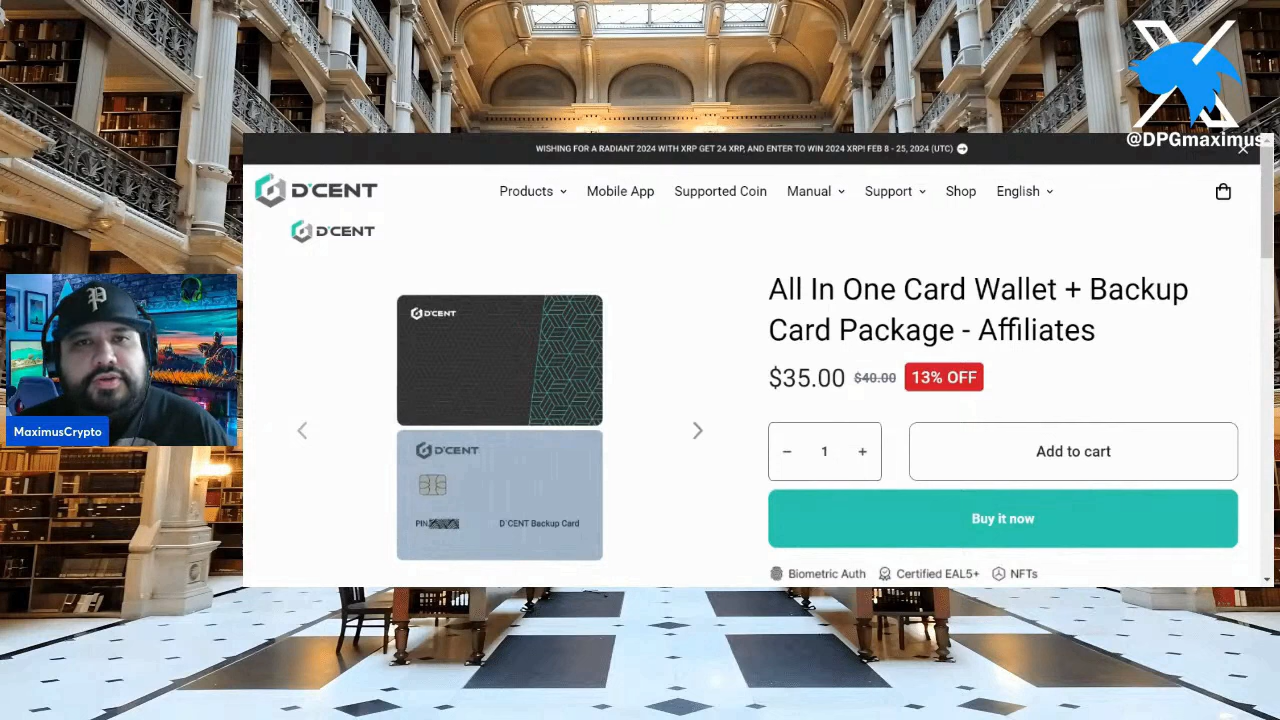 @DPGmaximus
WISHING FOR A RADIANT 2024 WITH XRP GET 24 XRP, AND ENTER TO WIN 2024 XRP! FEB 8 - 25, 2024 (UTC)
D'CENT
Products
Mobile App
Supported Coin
Manual
Support
Shop
English
D'CENT
All In One Card Wallet + Backup
Card Package - Affiliates
$35.00 $40.00 13% OFF
D'CENT
D'CENT
PIN.
D'CENT Backup Card
− 1 +
Add to cart
Buy it now
Biometric Auth
Certified EAL5+
NFTs
P
MaximusCrypto